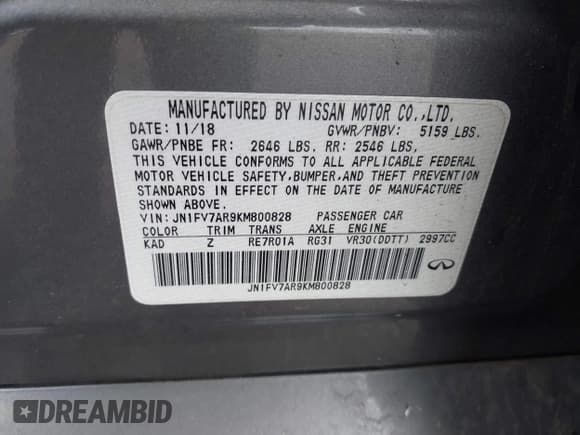 MANUFACTURED BY NISSAN MOTOR CO.,LTD.
DATE: 11/18 GVWR/PNBV: 5159 LBS.
GAWR/PNBE FR: 2646 LBS. RR: 2546 LBS.
THIS VEHICLE CONFORMS TO ALL APPLICABLE FEDERAL
MOTOR VEHICLE SAFETY, BUMPER, AND THEFT PREVENTION
STANDARDS IN EFFECT ON THE DATE OF MANUFACTURE
SHOWN ABOVE.
VIN: JN1FV7AR9KM800828 PASSENGER CAR
COLOR TRIM TRANS AXLE ENGINE
KAD Z RE7R01A RG31 VR30(DDTT) 2997CC
JN1FV7AR9KM800828
DREAMBID